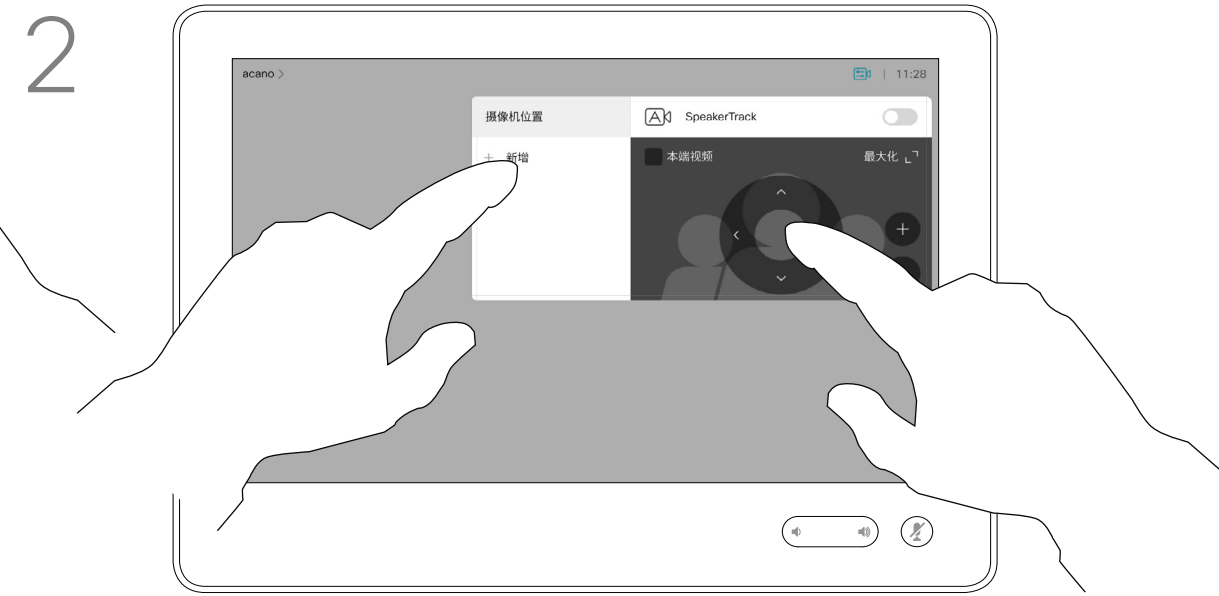 2
acano >
| 11:28
摄像机位置
A SpeakerTrack
+ 新增
本端视频
最大化
+